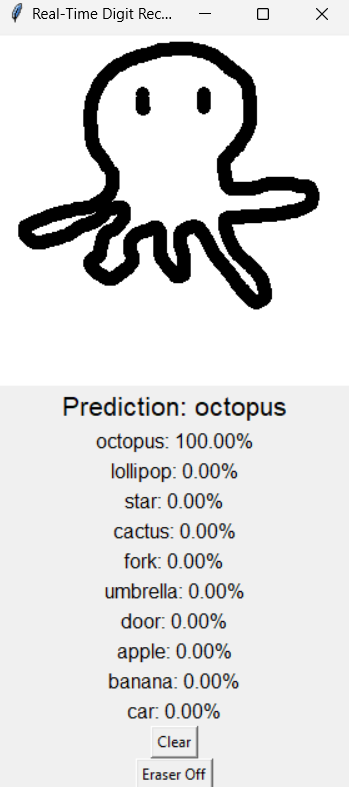 Real-Time Digit Rec...
Prediction: octopus
octopus: 100.00%
lollipop: 0.00%
star: 0.00%
cactus: 0.00%
fork: 0.00%
umbrella: 0.00%
door: 0.00%
apple: 0.00%
banana: 0.00%
car: 0.00%
Clear
Eraser Off